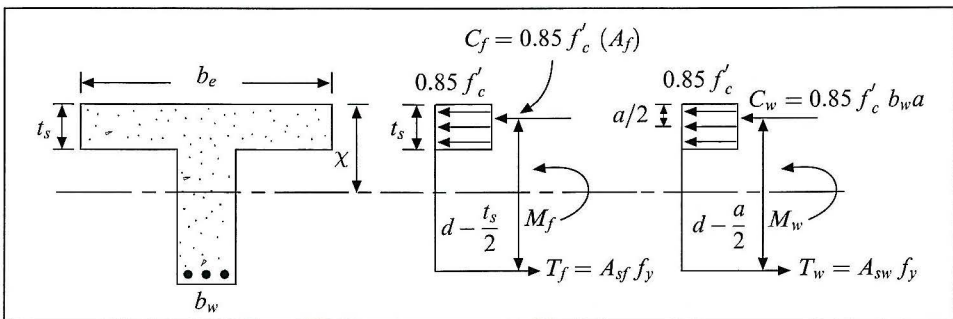 b_e
t_s
χ
b_w
C_f = 0.85 f'_c (A_f)
0.85 f'_c
t_s
d − t_s/2
M_f
T_f = A_sf f_y
0.85 f'_c
C_w = 0.85 f'_c b_w a
a/2
d − a/2
M_w
T_w = A_sw f_y